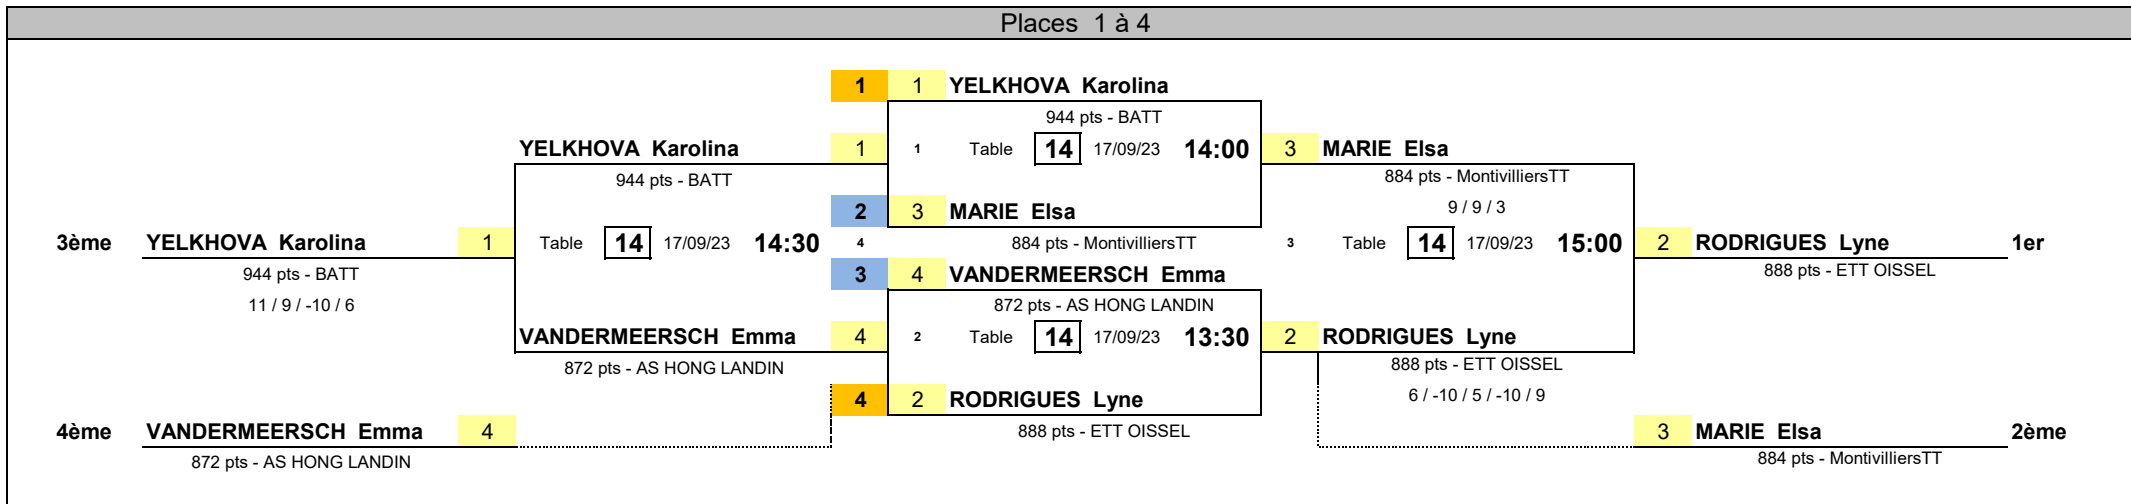 Places 1 à 4
1 1 YELKHOVA Karolina
944 pts - BATT
YELKHOVA Karolina 1 1 Table 14 17/09/23 14:00 3 MARIE Elsa
944 pts - BATT 884 pts - MontivilliersTT
2 3 MARIE Elsa 9 / 9 / 3
3ème YELKHOVA Karolina 1 Table 14 17/09/23 14:30 4 884 pts - MontivilliersTT 3 Table 14 17/09/23 15:00 2 RODRIGUES Lyne 1er
944 pts - BATT 3 4 VANDERMEERSCH Emma 888 pts - ETT OISSEL
11 / 9 / -10 / 6 872 pts - AS HONG LANDIN
VANDERMEERSCH Emma 4 2 Table 14 17/09/23 13:30 2 RODRIGUES Lyne
872 pts - AS HONG LANDIN 888 pts - ETT OISSEL
4 2 RODRIGUES Lyne 6 / -10 / 5 / -10 / 9
4ème VANDERMEERSCH Emma 4 888 pts - ETT OISSEL 3 MARIE Elsa 2ème
872 pts - AS HONG LANDIN 884 pts - MontivilliersTT